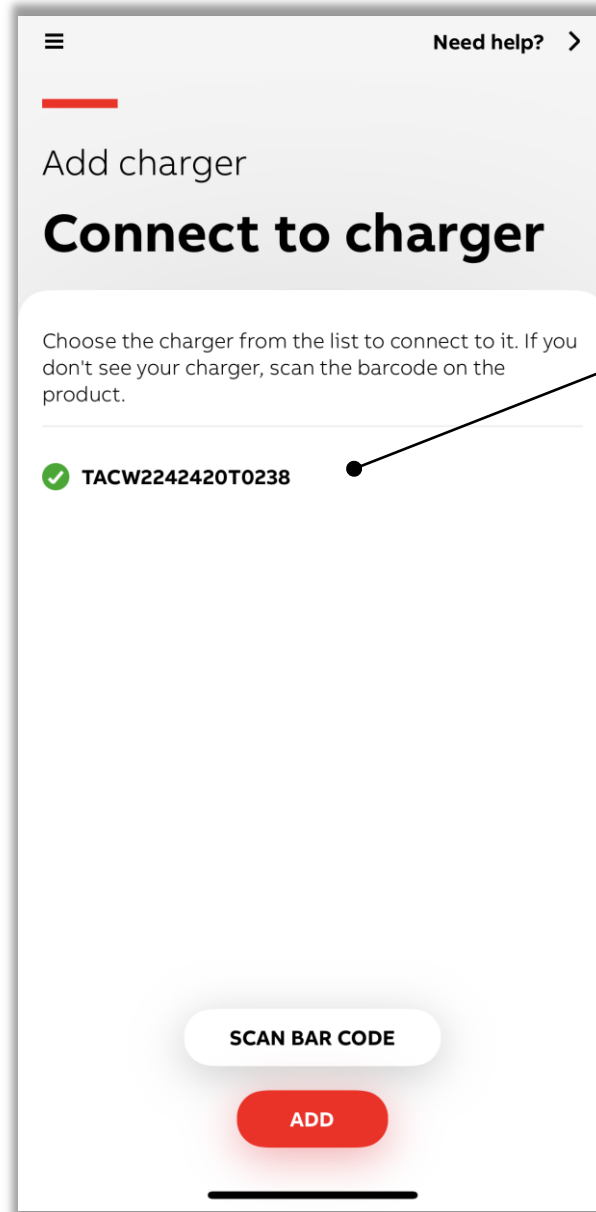 Need help?
Add charger
Connect to charger
Choose the charger from the list to connect to it. If you
don't see your charger, scan the barcode on the
product.
TACW2242420T0238
SCAN BAR CODE
ADD